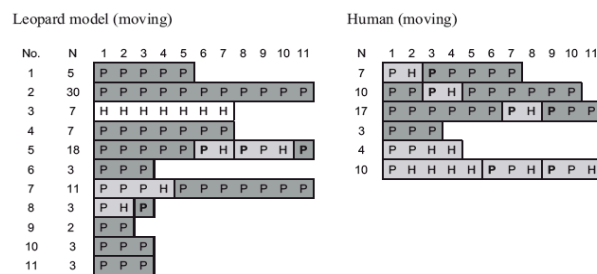 Leopard model (moving) Human (moving)
No. N 1 2 3 4 5 6 7 8 9 10 11 N 1 2 3 4 5 6 7 8 9 10 11
1 5 P P P P P 7 P H P P P P P
2 30 P P P P P P P P P P P 10 P P P H P P P P P P
3 7 H H H H H H H 17 P P P P P P P H P P P
4 7 P P P P P P P 3 P P P
5 18 P P P P P P H P P H P 4 P P H H
6 3 P P P 10 P H H H H P P H P P H
7 11 P P P H P P P P P P P
8 3 P H P
9 2 P P
10 3 P P P
11 3 P P P